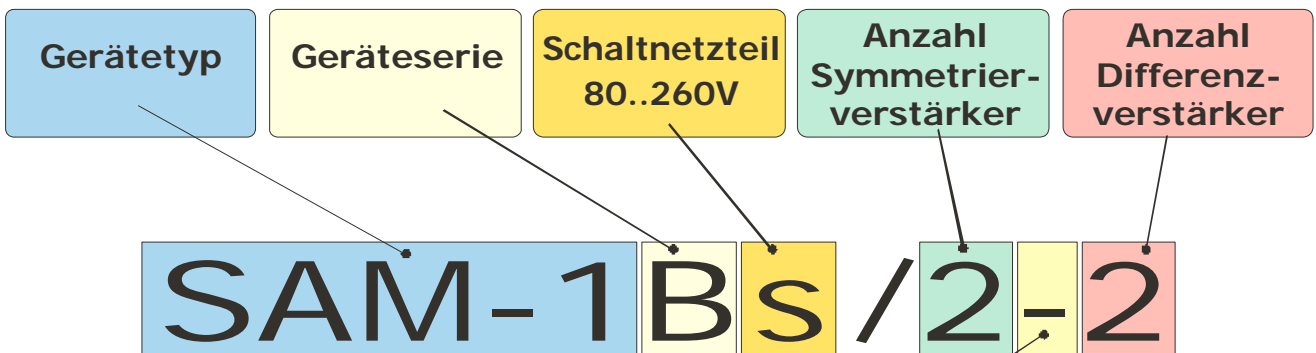 Gerätetyp
Geräteserie
Schaltnetzteil
80..260V
Anzahl
Symmetrier-
verstärker
Anzahl
Differenz-
verstärker
SAM-1Bs/2-2